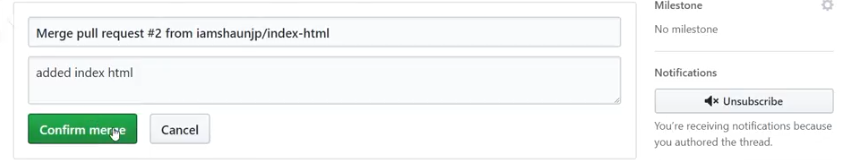 Merge pull request #2 from iamshaunjp/index-html
added index html
Confirm merge
Cancel
Milestone
No milestone
Notifications
Unsubscribe
You're receiving notifications because
you authored the thread.